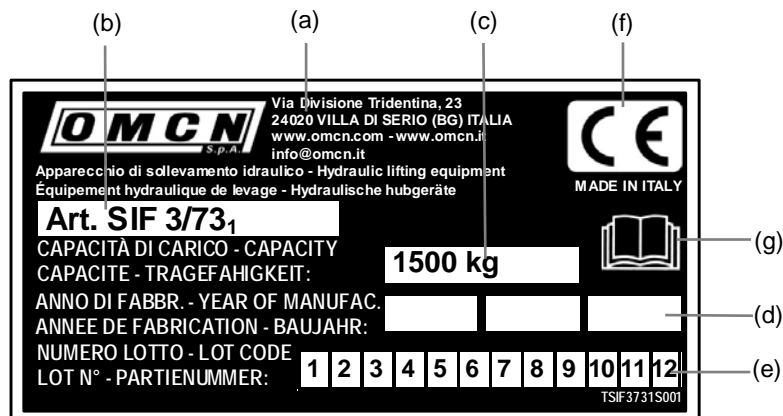 (b) (a) (c) (f)
OMCN
S.p.A.
Via Divisione Tridentina, 23
24020 VILLA DI SERIO (BG) ITALIA
www.omcn.com - www.omcn.it
info@omcn.it
CE
Apparecchio di sollevamento idraulico - Hydraulic lifting equipment
Équipement hydraulique de levage - Hydraulische hubgeräte
MADE IN ITALY
Art. SIF 3/73₁
CAPACITÀ DI CARICO - CAPACITY
CAPACITE - TRAGEFAHIGKEIT:
1500 kg
(g)
ANNO DI FABBR. - YEAR OF MANUFAC.
ANNEE DE FABRICATION - BAUJAHR:
(d)
NUMERO LOTTO - LOT CODE
LOT N° - PARTIENUMMER:
1 2 3 4 5 6 7 8 9 10 11 12
(e)
TSIF3731S001